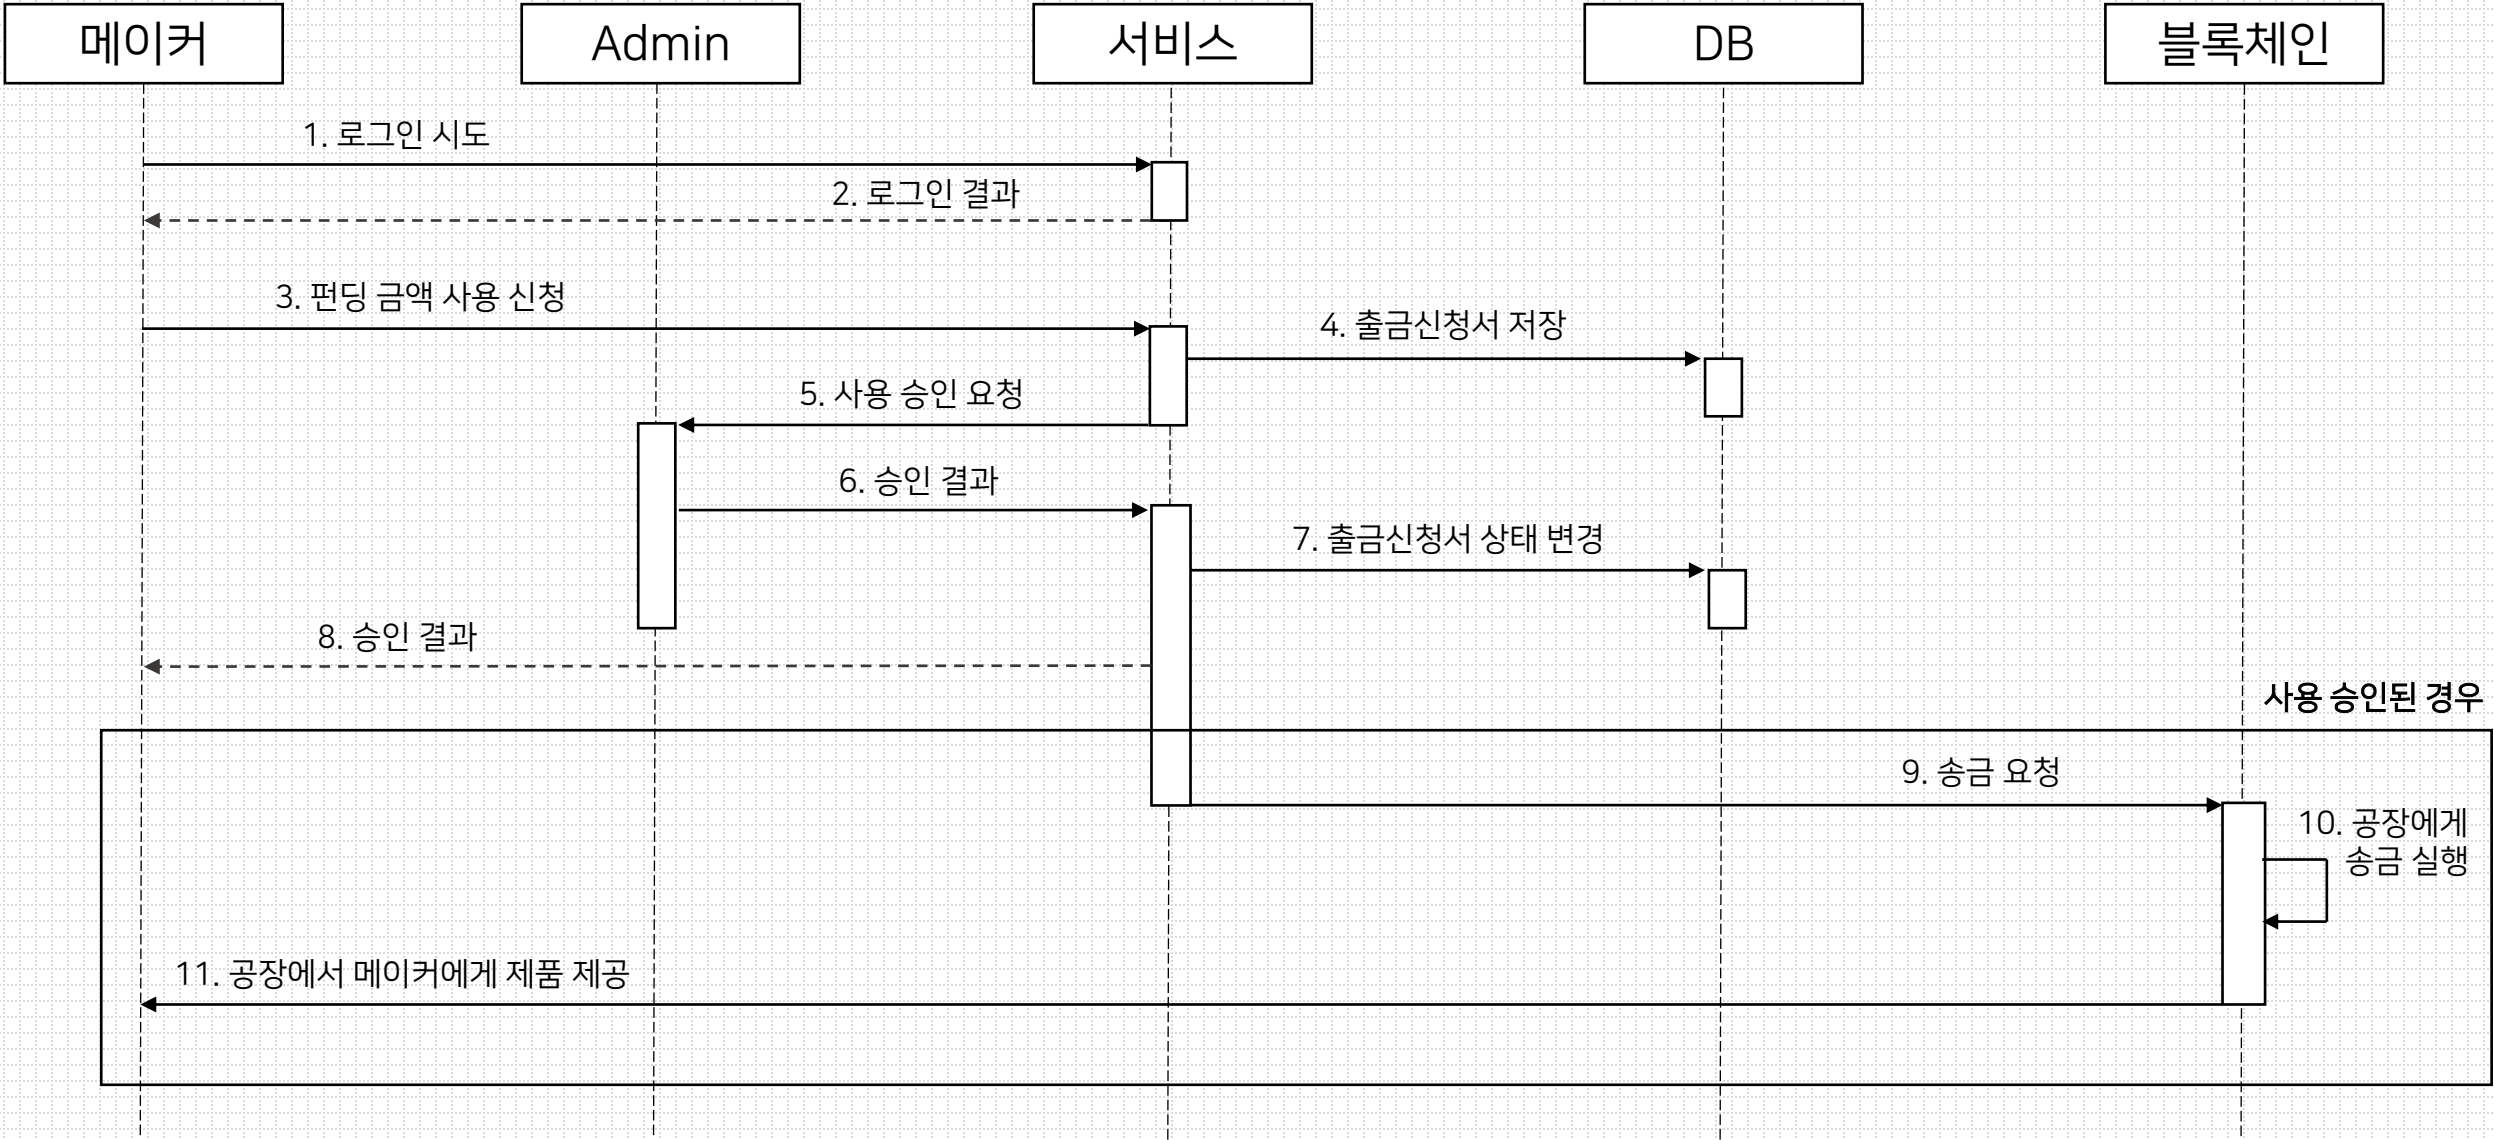 메이커
Admin
서비스
DB
블록체인
1. 로그인 시도
2. 로그인 결과
3. 펀딩 금액 사용 신청
4. 출금신청서 저장
5. 사용 승인 요청
6. 승인 결과
7. 출금신청서 상태 변경
8. 승인 결과
사용 승인된 경우
9. 송금 요청
10. 공장에게
송금 실행
11. 공장에서 메이커에게 제품 제공